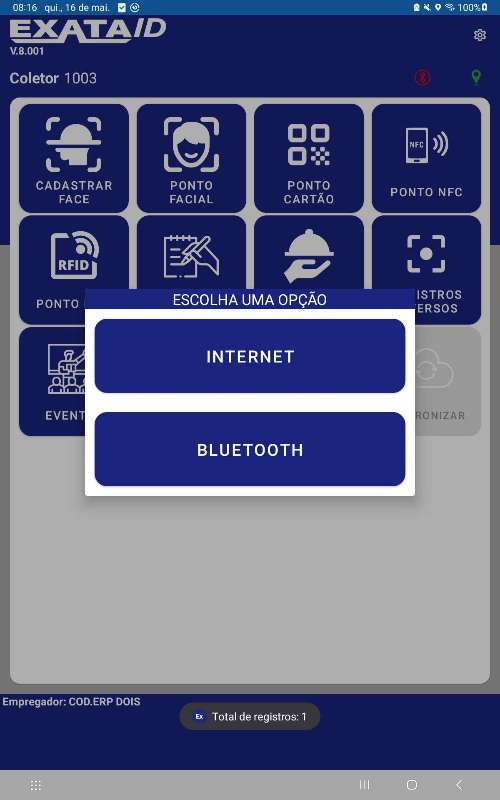 08:16 qui., 16 de mai. 100%
EXATAID
V.8.001
Coletor 1003
CADASTRAR
FACE
PONTO
FACIAL
PONTO
CARTÃO
NFC
PONTO NFC
RFID
PONTO
ISTROS
ERSOS
ESCOLHA UMA OPÇÃO
INTERNET
EVENT
RONIZAR
BLUETOOTH
Empregador: COD.ERP DOIS
Ex Total de registros: 1